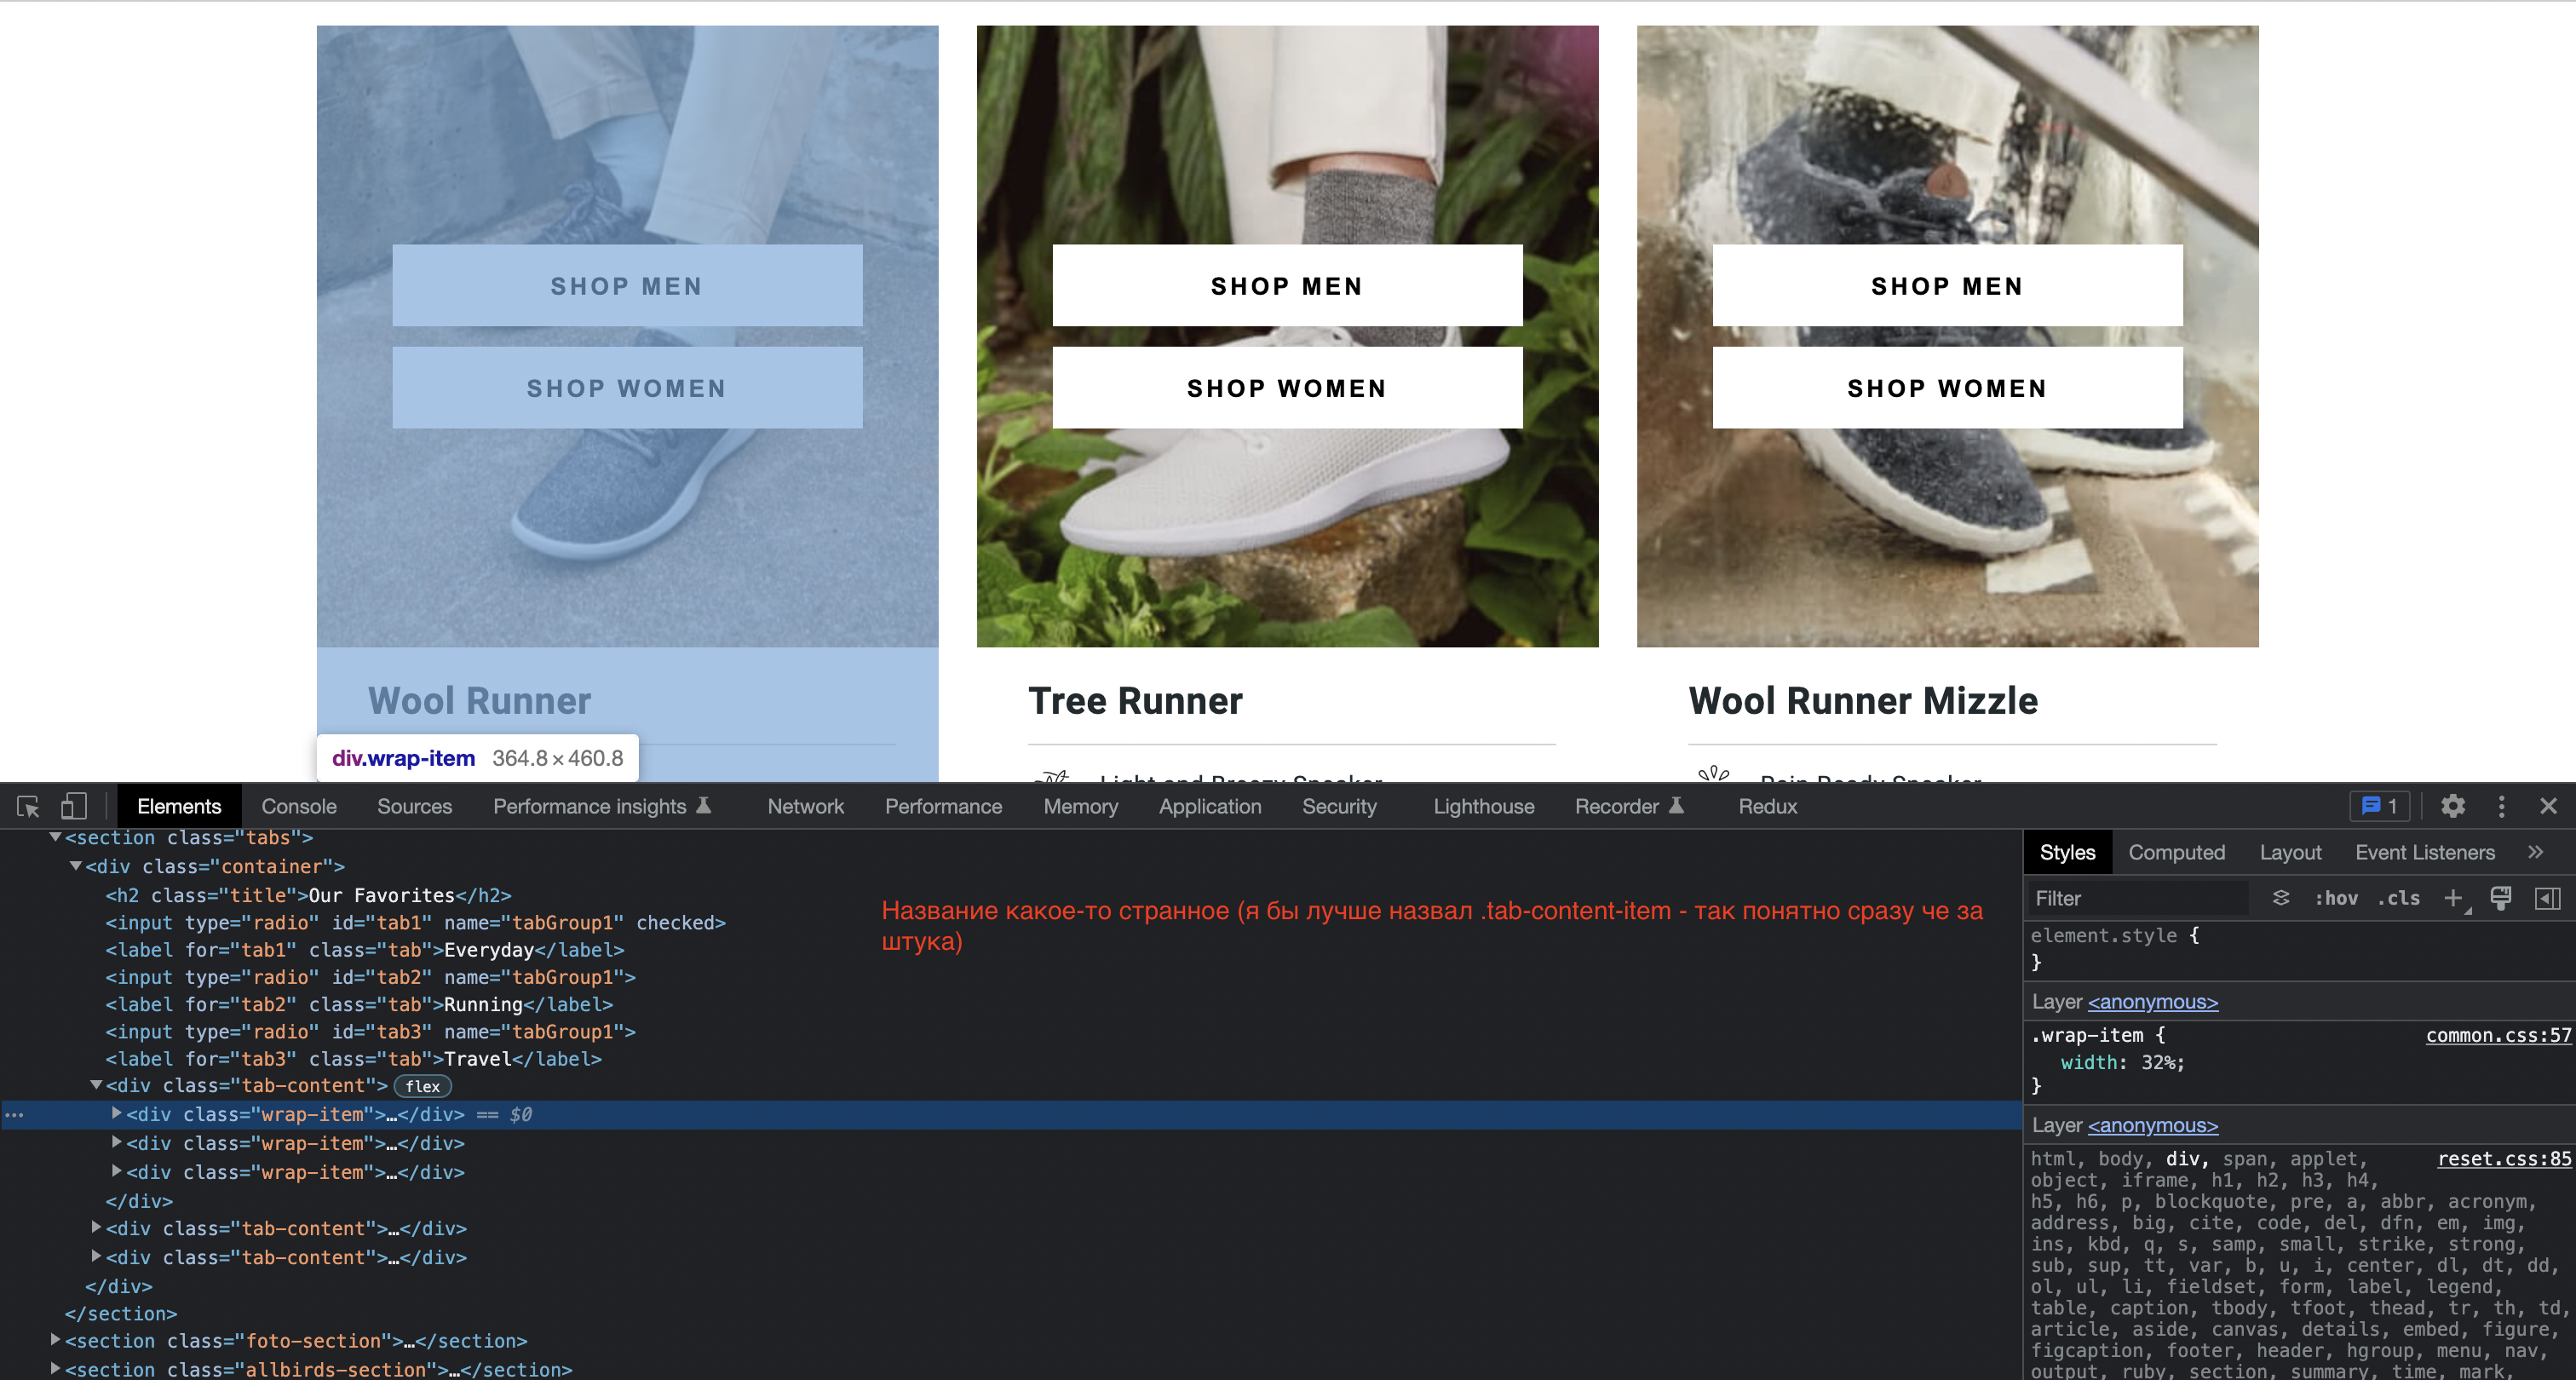 SHOP MEN
SHOP WOMEN
SHOP MEN
SHOP WOMEN
SHOP MEN
SHOP WOMEN
Wool Runner
Tree Runner
Wool Runner Mizzle
div.wrap-item 364.8×460.8
Light and Breezy Sneaker
Rain-Ready Sneaker
Elements Console Sources Performance insights Network Performance Memory Application Security Lighthouse Recorder Redux 1
<section class="tabs">
<div class="container">
<h2 class="title">Our Favorites</h2>
<input type="radio" id="tab1" name="tabGroup1" checked>
<label for="tab1" class="tab">Everyday</label>
<input type="radio" id="tab2" name="tabGroup1">
<label for="tab2" class="tab">Running</label>
<input type="radio" id="tab3" name="tabGroup1">
<label for="tab3" class="tab">Travel</label>
<div class="tab-content"> flex
<div class="wrap-item">…</div> == $0
<div class="wrap-item">…</div>
<div class="wrap-item">…</div>
</div>
<div class="tab-content">…</div>
<div class="tab-content">…</div>
</div>
</section>
<section class="foto-section">…</section>
<section class="allbirds-section">…</section>
Название какое-то странное (я бы лучше назвал .tab-content-item - так понятно сразу че за
штука)
Styles Computed Layout Event Listeners »
Filter :hov .cls +
element.style {
}
Layer <anonymous>
.wrap-item { common.css:57
width: 32%;
}
Layer <anonymous>
html, body, div, span, applet, reset.css:85
object, iframe, h1, h2, h3, h4,
h5, h6, p, blockquote, pre, a, abbr, acronym,
address, big, cite, code, del, dfn, em, img,
ins, kbd, q, s, samp, small, strike, strong,
sub, sup, tt, var, b, u, i, center, dl, dt, dd,
ol, ul, li, fieldset, form, label, legend,
table, caption, tbody, tfoot, thead, tr, th, td,
article, aside, canvas, details, embed, figure,
figcaption, footer, header, hgroup, menu, nav,
output, ruby, section, summary, time, mark,